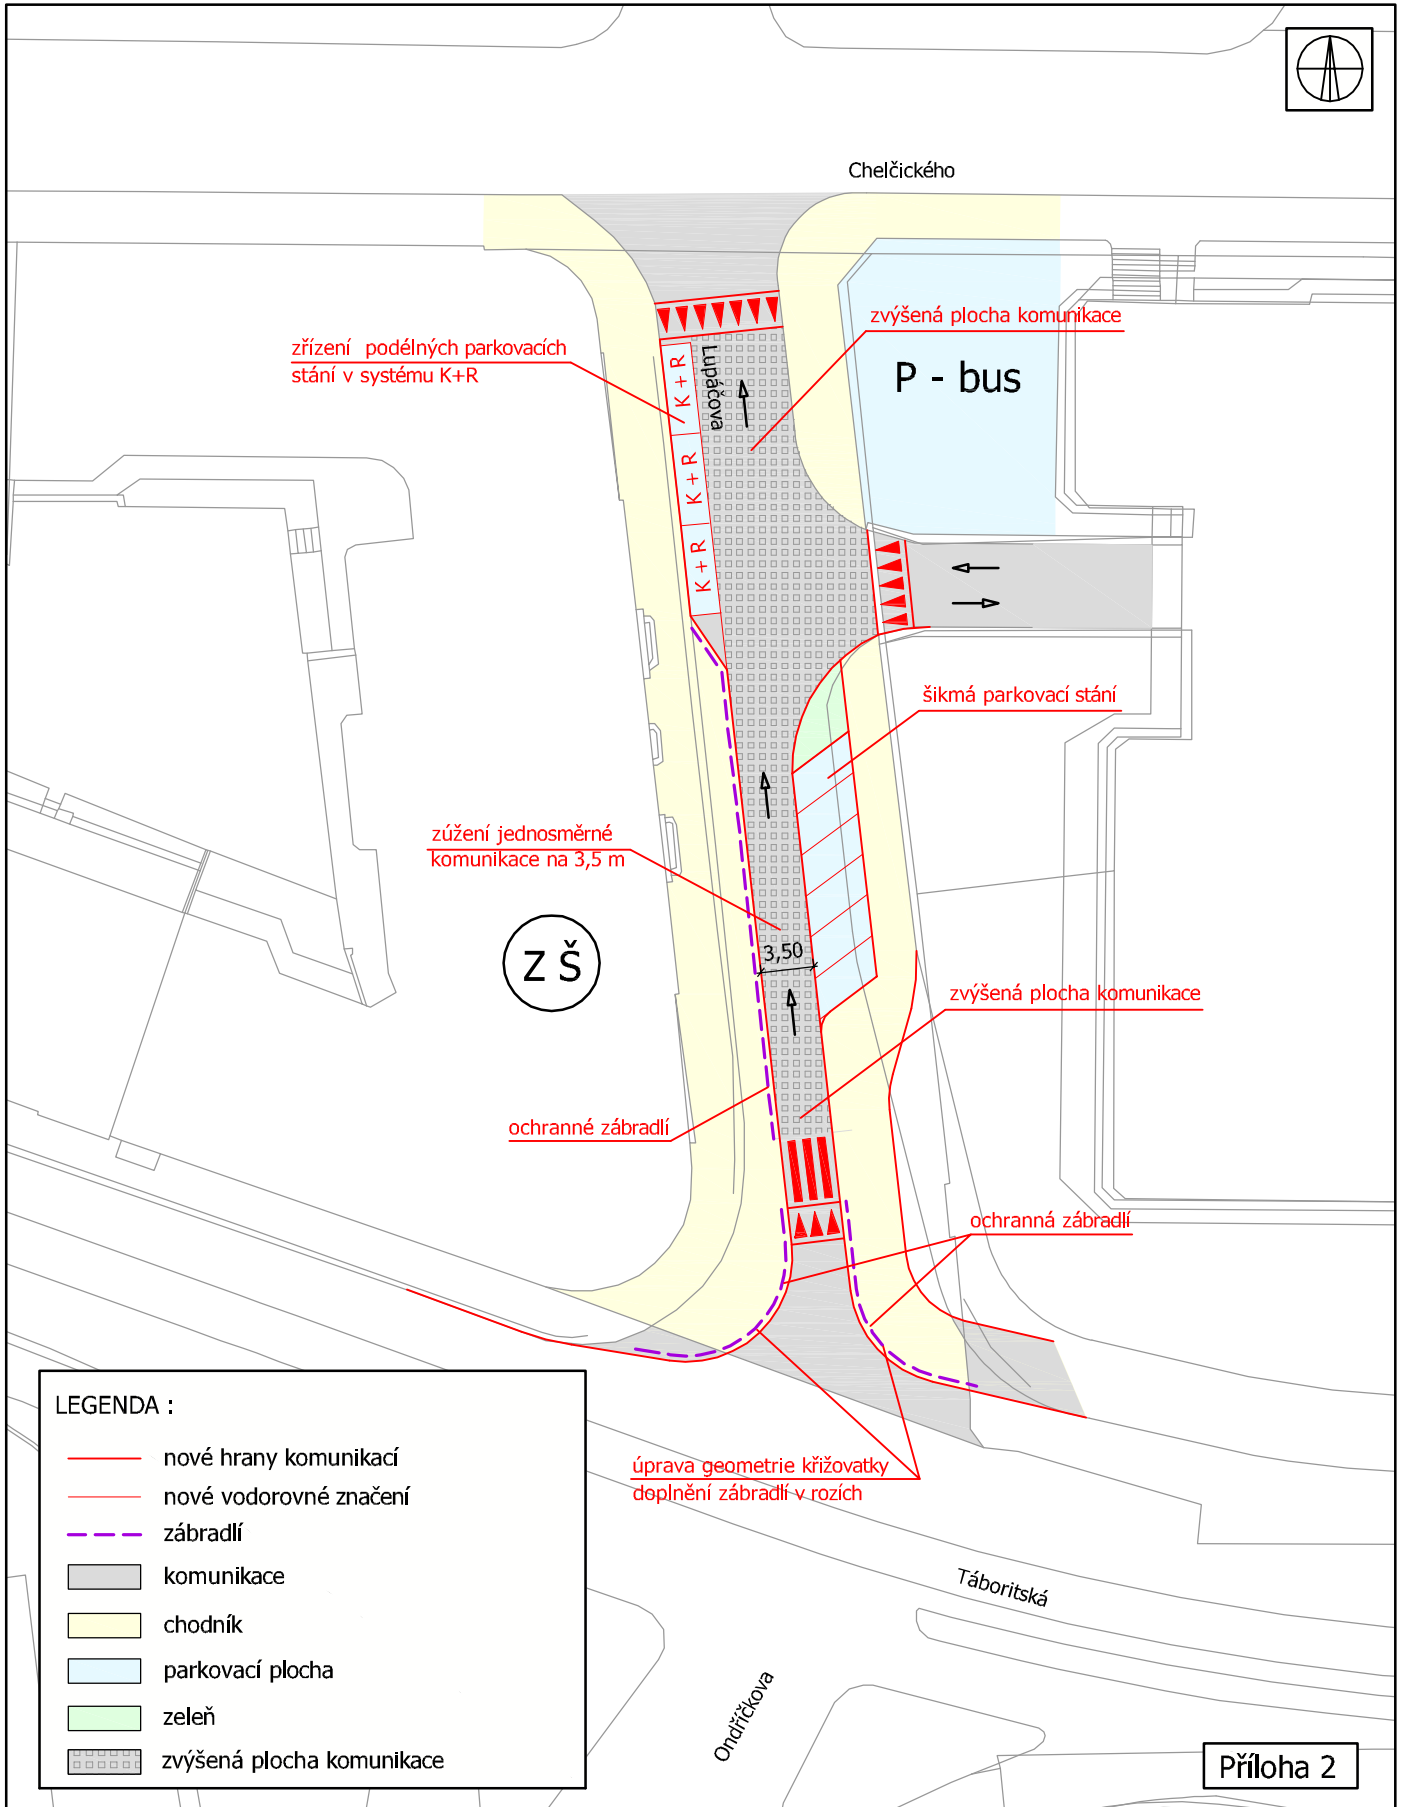 Chelčického
zvýšená plocha komunikace
zřízení podélných parkovacích
stání v systému K+R
Lupáčova
P - bus
K+R
K+R
K+R
šikmá parkovací stání
zúžení jednosměrné
komunikace na 3,5 m
Z Š
3,50
zvýšená plocha komunikace
ochranné zábradlí
ochranná zábradlí
úprava geometrie křižovatky
doplnění zábradlí v rozích
LEGENDA :
nové hrany komunikací
nové vodorovné značení
zábradlí
komunikace
chodník
parkovací plocha
zeleň
zvýšená plocha komunikace
Táboritská
Ondříčkova
Příloha 2